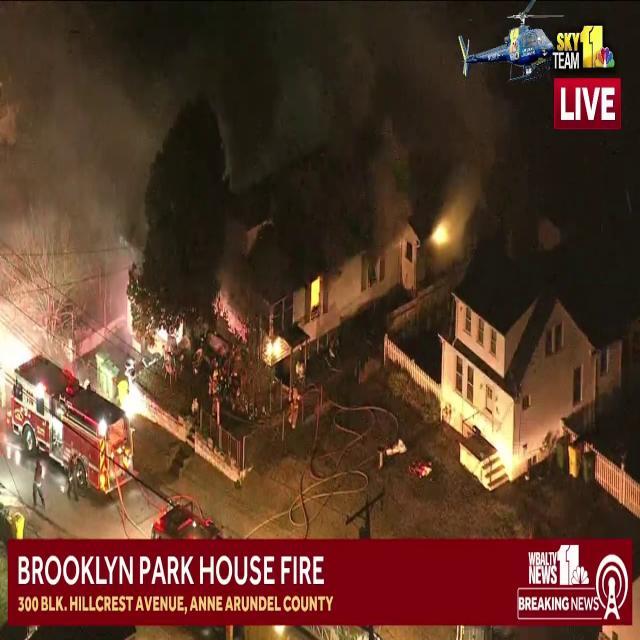 SKY
TEAM 11
LIVE
BROOKLYN PARK HOUSE FIRE
300 BLK. HILLCREST AVENUE, ANNE ARUNDEL COUNTY
WBALTV
NEWS 11
BREAKING NEWS